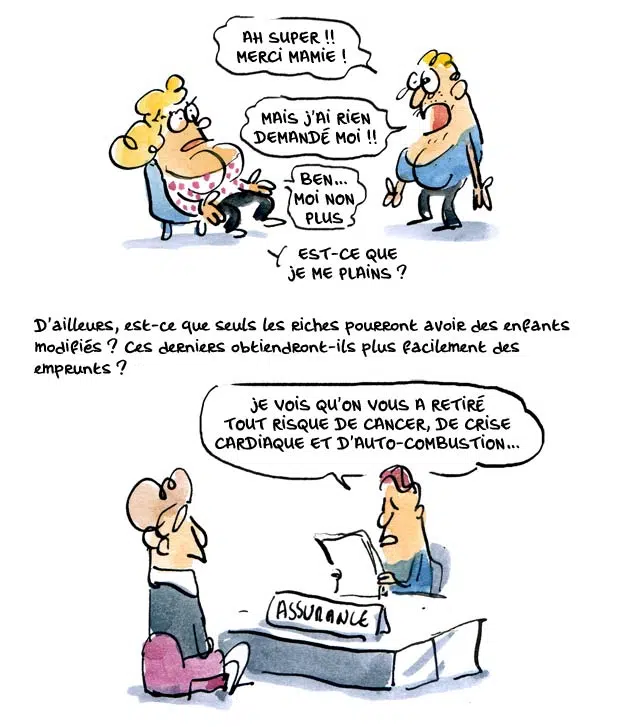 AH SUPER !!
MERCI MAMIE !
MAIS J'AI RIEN
DEMANDÉ MOI !!
BEN...
MOI NON
PLUS
EST-CE QUE
JE ME PLAINS ?
D'ailleurs, est-ce que seuls les riches pourront avoir des enfants
modifiés ? Ces derniers obtiendront-ils plus facilement des
emprunts ?
JE VOIS QU'ON VOUS A RETIRÉ
TOUT RISQUE DE CANCER, DE CRISE
CARDIAQUE ET D'AUTO-COMBUSTION...
ASSURANCE